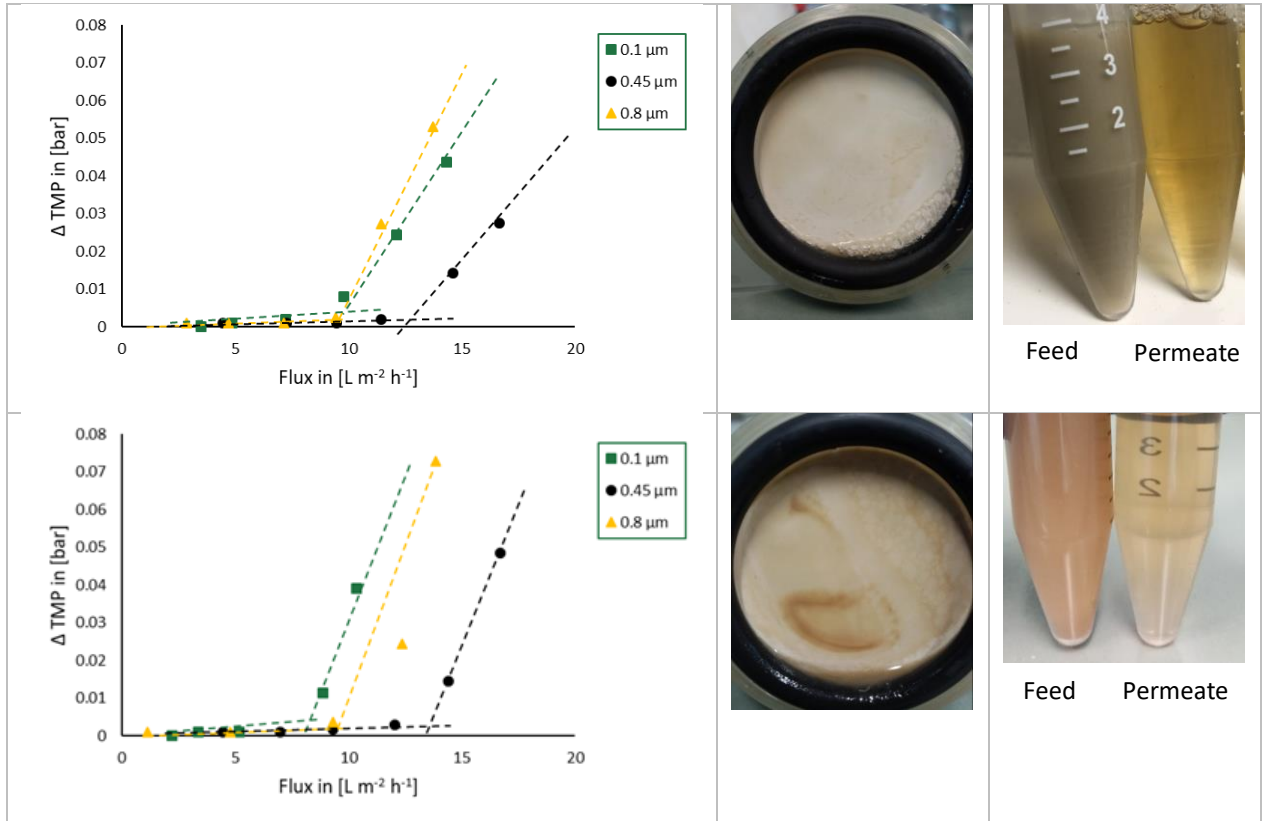 0.08
0.07
0.06
0.05
0.04
0.03
0.02
0.01
0
0 5 10 15 20
Δ TMP in [bar]
Flux in [L m⁻² h⁻¹]
0.1 µm
0.45 µm
0.8 µm
4
3
2
Feed Permeate
0.08
0.07
0.06
0.05
0.04
0.03
0.02
0.01
0
0 5 10 15 20
Δ TMP in [bar]
Flux in [L m⁻² h⁻¹]
0.1 µm
0.45 µm
0.8 µm
3
2
Feed Permeate